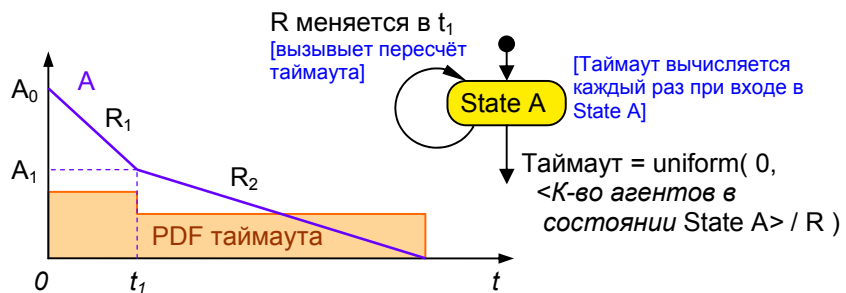 R меняется в t1
[вызывыет пересчёт
таймаута]
State A
[Таймаут вычисляется
каждый раз при входе в
State A]
Таймаут = uniform( 0,
<К-во агентов в
состоянии State A> / R )
A0
A
R1
A1
R2
PDF таймаута
0
t1
t